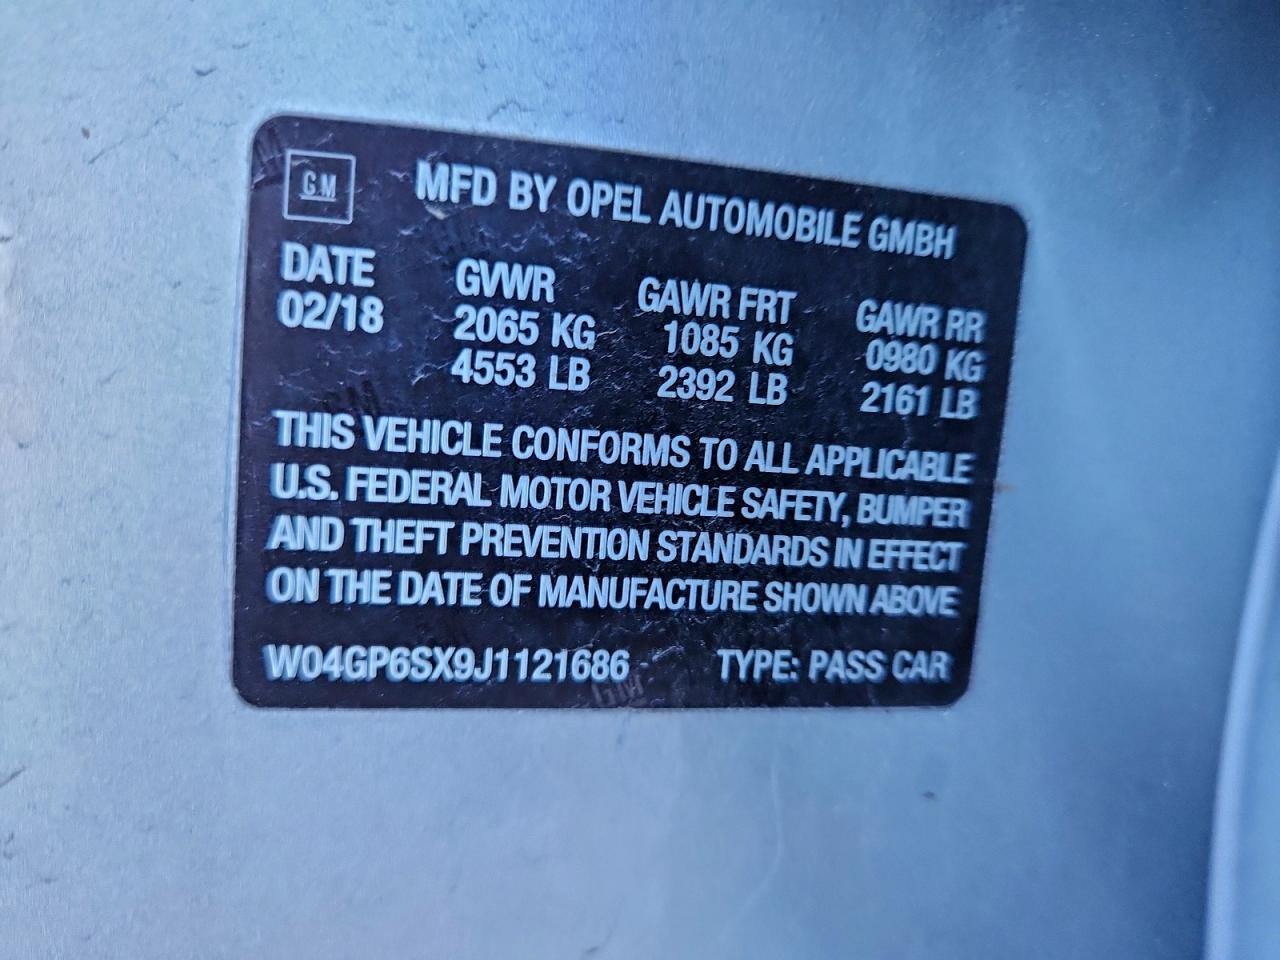 GM
MFD BY OPEL AUTOMOBILE GMBH
DATE GVWR GAWR FRT GAWR RR
02/18 2065 KG 1085 KG 0980 KG
4553 LB 2392 LB 2161 LB
THIS VEHICLE CONFORMS TO ALL APPLICABLE
U.S. FEDERAL MOTOR VEHICLE SAFETY, BUMPER
AND THEFT PREVENTION STANDARDS IN EFFECT
ON THE DATE OF MANUFACTURE SHOWN ABOVE
W04GP6SX9J1121686 TYPE: PASS CAR